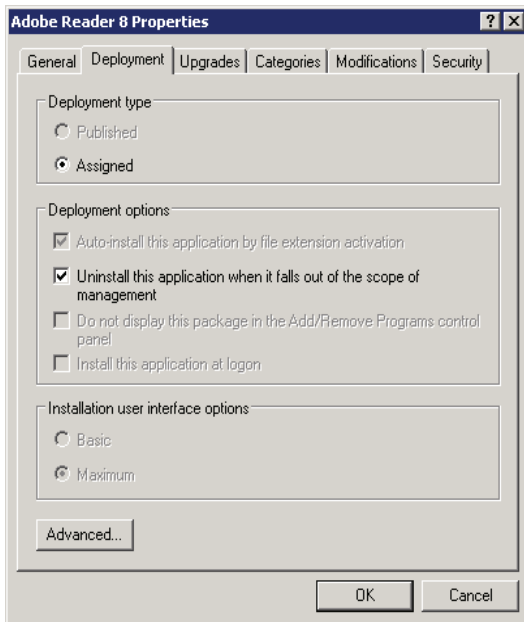 Adobe Reader 8 Properties
General Deployment Upgrades Categories Modifications Security
Deployment type
Published
Assigned
Deployment options
Auto-install this application by file extension activation
Uninstall this application when it falls out of the scope of
management
Do not display this package in the Add/Remove Programs control
panel
Install this application at logon
Installation user interface options
Basic
Maximum
Advanced...
OK Cancel